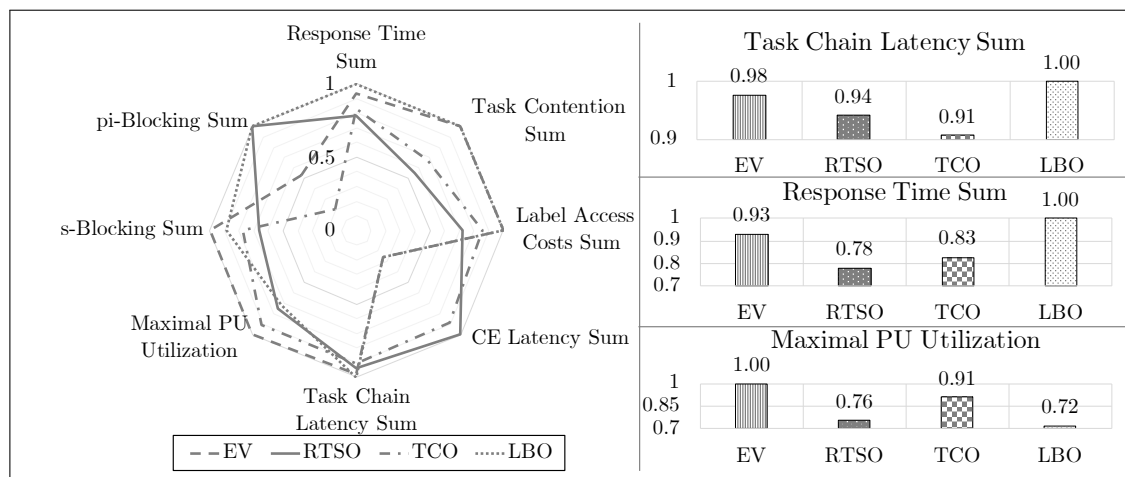 Response Time
Sum
1
Task Contention
Sum
pi-Blocking Sum
0.5
s-Blocking Sum
0
Label Access
Costs Sum
Maximal PU
Utilization
CE Latency Sum
Task Chain
Latency Sum
EV
RTSO
TCO
LBO
Task Chain Latency Sum
1
0.9
0.98
0.94
0.91
1.00
EV
RTSO
TCO
LBO
Response Time Sum
1
0.9
0.8
0.7
0.93
0.78
0.83
1.00
EV
RTSO
TCO
LBO
Maximal PU Utilization
1
0.85
0.7
1.00
0.76
0.91
0.72
EV
RTSO
TCO
LBO